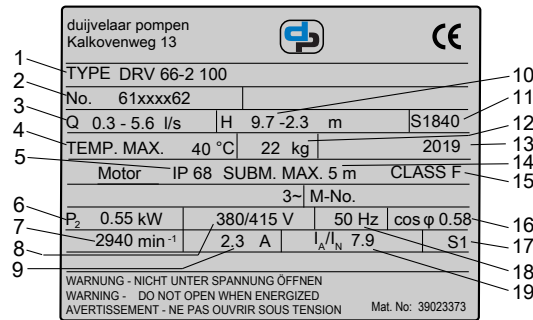 duijvelaar pompen
Kalkovenweg 13
dp
CE
1 TYPE DRV 66-2 100
2 No. 61xxxx62
3 Q 0.3 - 5.6 l/s H 9.7 -2.3 m 10 S1840 11
4 TEMP. MAX. 40 °C 22 kg 12 2019 13
5 Motor IP 68 SUBM. MAX. 5 m 14 CLASS F 15
3~ M-No.
6 P2 0.55 kW 380/415 V 50 Hz cos φ 0.58 16
7 2940 min -1 2.3 A IA/IN 7.9 S1 17
8 18
9 19
WARNUNG - NICHT UNTER SPANNUNG ÖFFNEN
WARNING - DO NOT OPEN WHEN ENERGIZED
AVERTISSEMENT - NE PAS OUVRIR SOUS TENSION Mat. No: 39023373